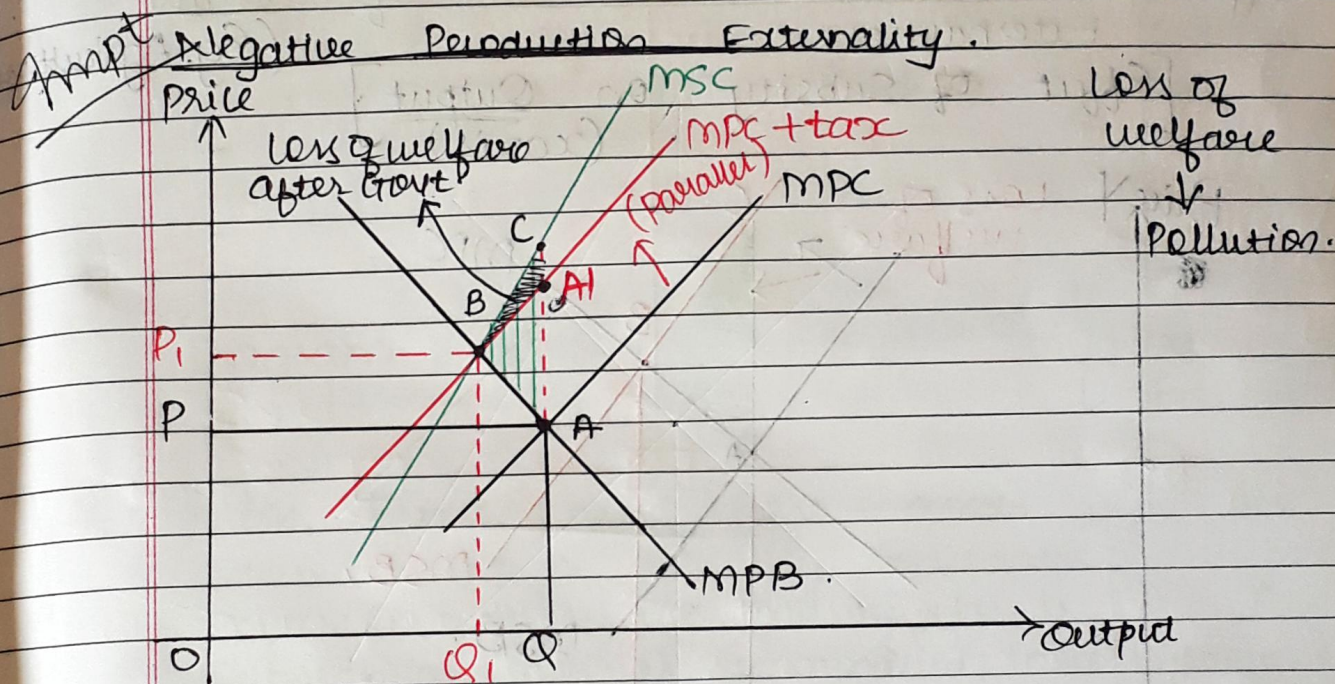 Ampt Negative Production Externality.
Price
MSC
Loss of
welfare
↓
Pollution.
MPC + tax
(parallel)
MPC
Loss of welfare
after Govt
C
A1
B
P1
P
A
MPB.
O
Q1
Q
Output